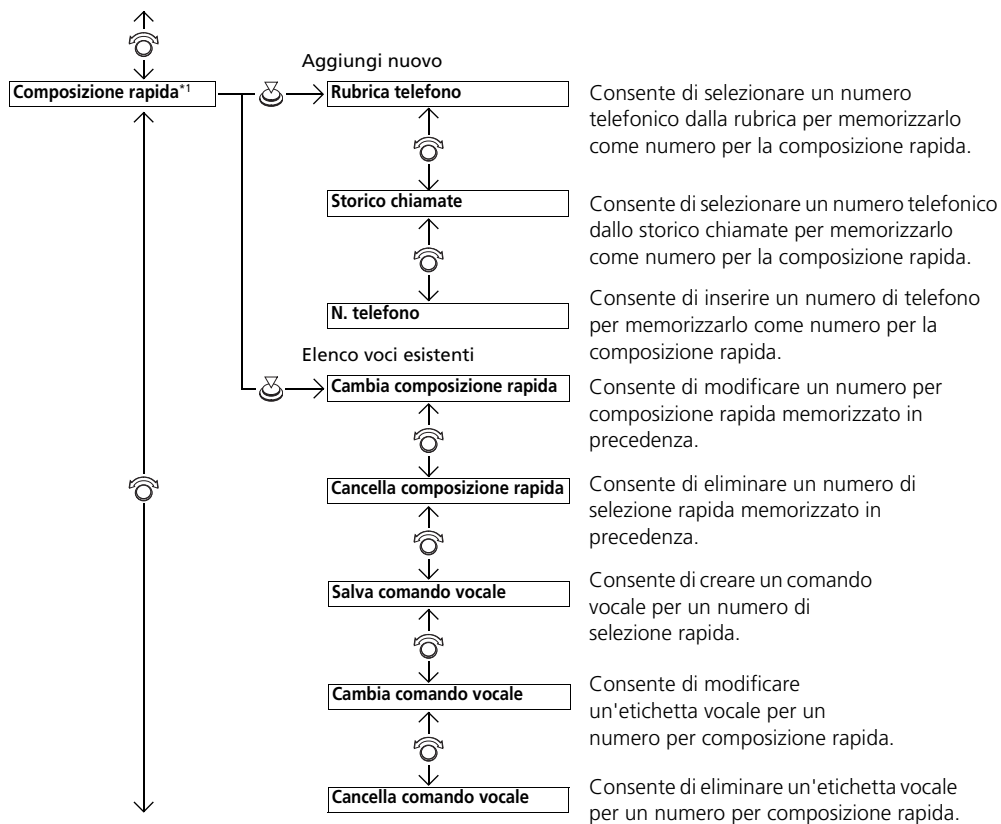 Aggiungi nuovo
Composizione rapida*1
Rubrica telefono
Consente di selezionare un numero
telefonico dalla rubrica per memorizzarlo
come numero per la composizione rapida.
Storico chiamate
Consente di selezionare un numero telefonico
dallo storico chiamate per memorizzarlo
come numero per la composizione rapida.
N. telefono
Consente di inserire un numero di telefono
per memorizzarlo come numero per la
composizione rapida.
Elenco voci esistenti
Cambia composizione rapida
Consente di modificare un numero per
composizione rapida memorizzato in
precedenza.
Cancella composizione rapida
Consente di eliminare un numero di
selezione rapida memorizzato in
precedenza.
Salva comando vocale
Consente di creare un comando
vocale per un numero di
selezione rapida.
Cambia comando vocale
Consente di modificare
un'etichetta vocale per un
numero per composizione rapida.
Cancella comando vocale
Consente di eliminare un'etichetta vocale
per un numero per composizione rapida.